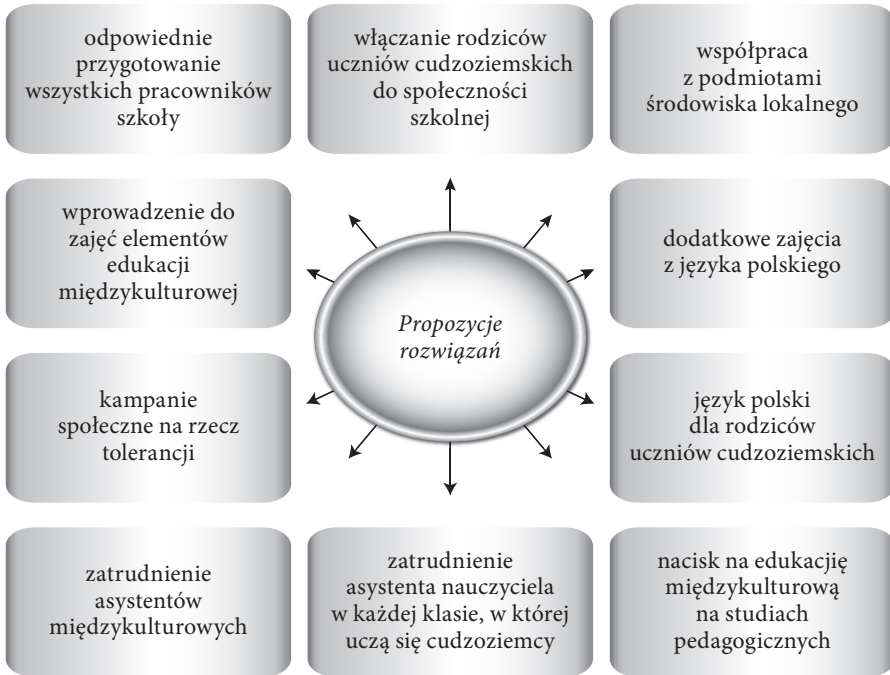 odpowiednie
przygotowanie
wszystkich pracowników
szkoły
włączanie rodziców
uczniów cudzoziemskich
do społeczności
szkolnej
współpraca
z podmiotami
środowiska lokalnego
wprowadzenie do
zajęć elementów
edukacji
międzykulturowej
Propozycje
rozwiązań
dodatkowe zajęcia
z języka polskiego
kampanie
społeczne na rzecz
tolerancji
język polski
dla rodziców
uczniów cudzoziemskich
zatrudnienie
asystentów
międzykulturowych
zatrudnienie
asystenta nauczyciela
w każdej klasie, w której
uczą się cudzoziemcy
nacisk na edukacjię
międzykulturową
na studiach
pedagogicznych